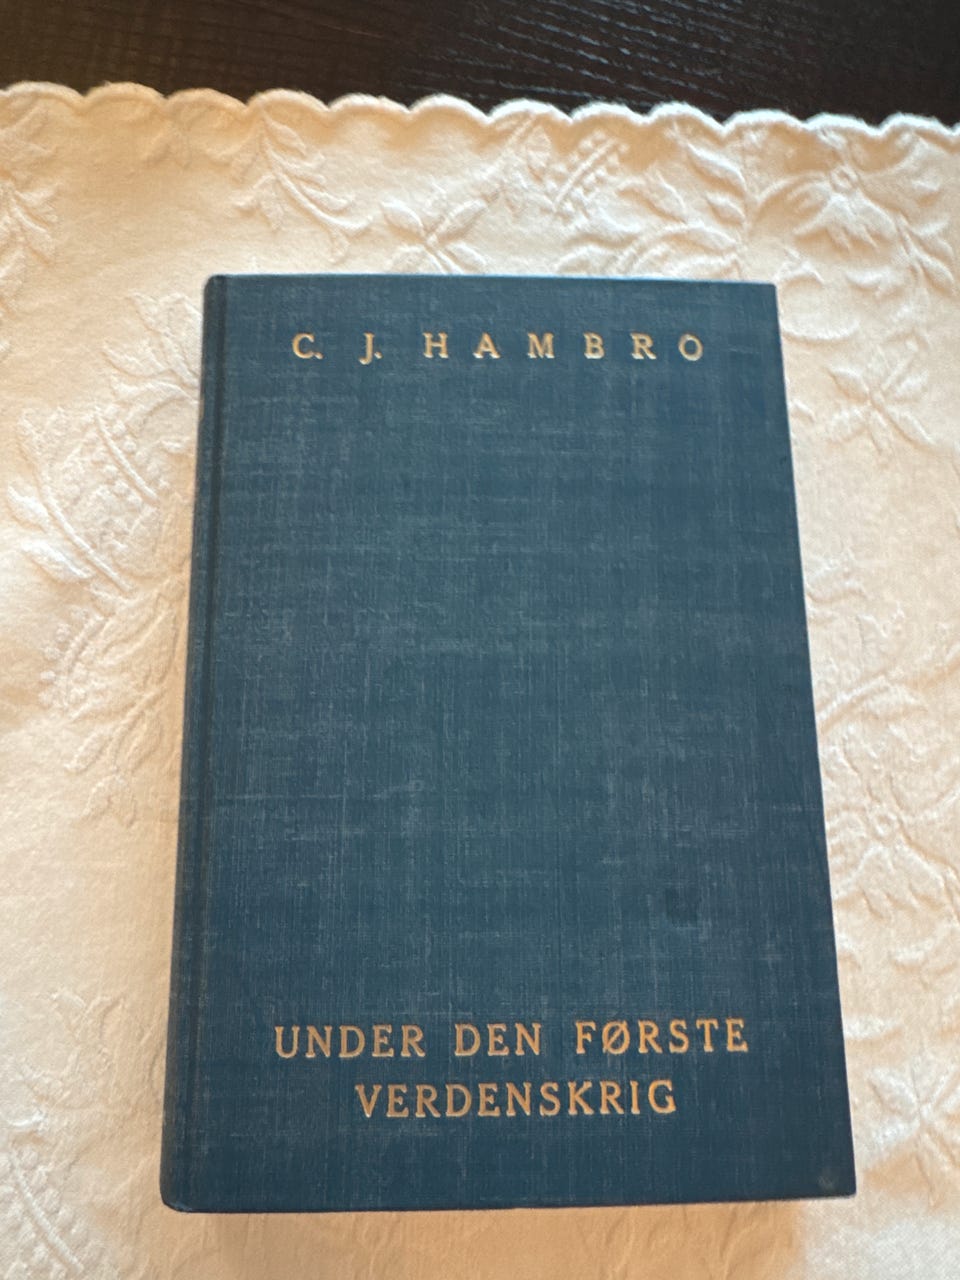 C. J. HAMBRO
UNDER DEN FØRSTE
VERDENSKRIG